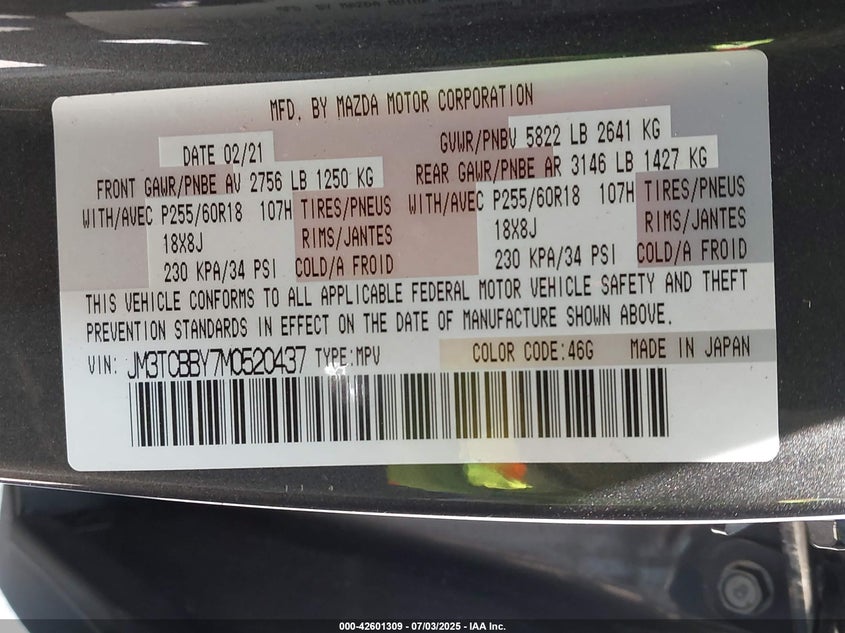 MFD. BY MAZDA MOTOR CORPORATION
DATE 02/21
GVWR/PNBV 5822 LB 2641 KG
FRONT GAWR/PNBE AV 2756 LB 1250 KG
REAR GAWR/PNBE AR 3146 LB 1427 KG
WITH/AVEC P255/60R18 107H TIRES/PNEUS
WITH/AVEC P255/60R18 107H TIRES/PNEUS
18X8J RIMS/JANTES
18X8J RIMS/JANTES
230 KPA/34 PSI COLD/A FROID
230 KPA/34 PSI COLD/A FROID
THIS VEHICLE CONFORMS TO ALL APPLICABLE FEDERAL MOTOR VEHICLE SAFETY AND THEFT
PREVENTION STANDARDS IN EFFECT ON THE DATE OF MANUFACTURE SHOWN ABOVE.
VIN: JM3TCBBY7M0520437 TYPE:MPV COLOR CODE:46G MADE IN JAPAN
000-42601309 - 07/03/2025 - IAA Inc.